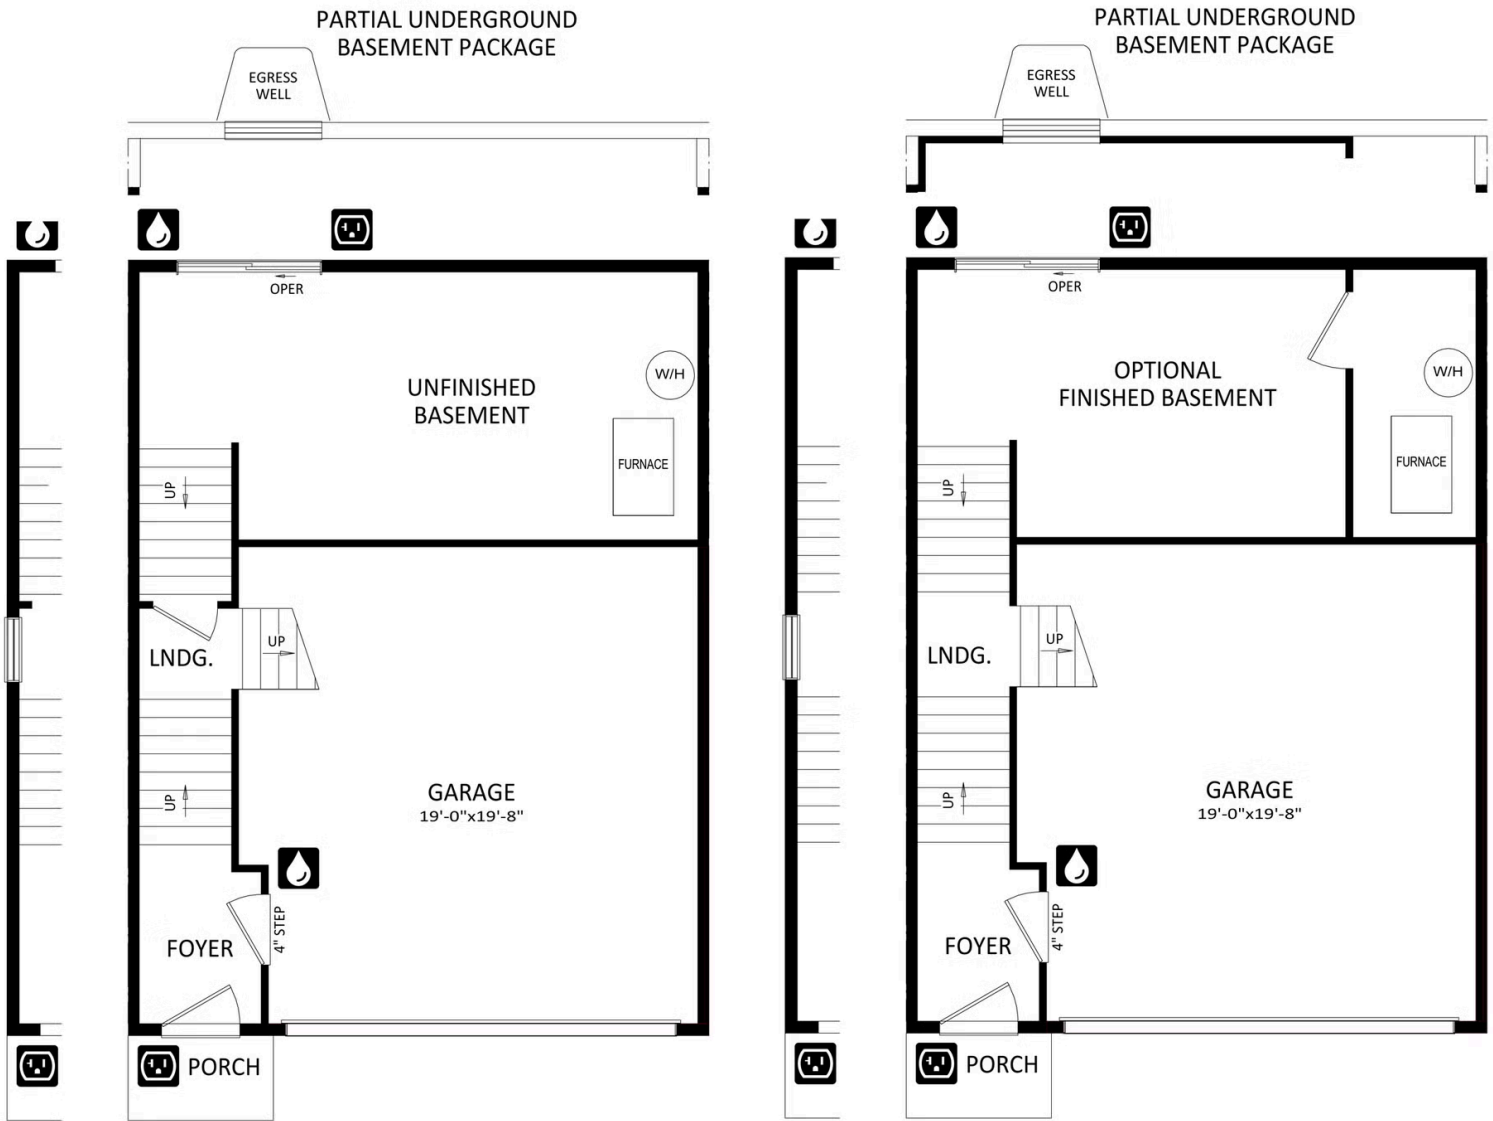 PARTIAL UNDERGROUND
BASEMENT PACKAGE
EGRESS
WELL
OPER
UNFINISHED
BASEMENT
W/H
FURNACE
UP
LNDG.
UP
UP
GARAGE
19'-0"x19'-8"
FOYER
4" STEP
PORCH
PARTIAL UNDERGROUND
BASEMENT PACKAGE
EGRESS
WELL
OPER
OPTIONAL
FINISHED BASEMENT
W/H
FURNACE
UP
LNDG.
UP
UP
GARAGE
19'-0"x19'-8"
FOYER
4" STEP
PORCH